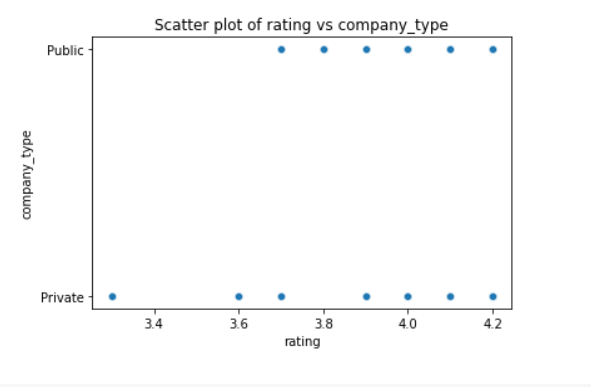 Scatter plot of rating vs company_type
Public
company_type
Private
3.4 3.6 3.8 4.0 4.2
rating